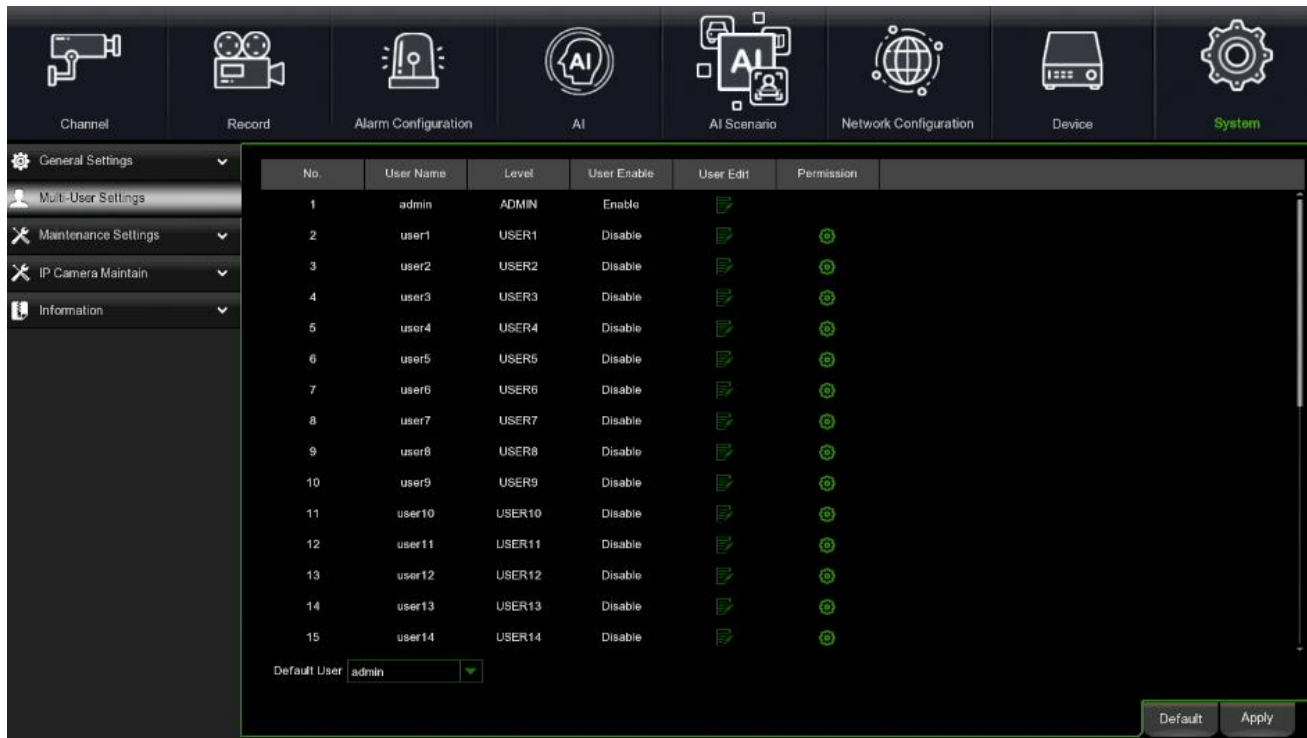 AI
AI
Channel Record Alarm Configuration AI AI Scenario Network Configuration Device System
General Settings
Multi-User Settings
Maintenance Settings
IP Camera Maintain
Information
No. User Name Level User Enable User Edit Permission
1 admin ADMIN Enable
2 user1 USER1 Disable
3 user2 USER2 Disable
4 user3 USER3 Disable
5 user4 USER4 Disable
6 user5 USER5 Disable
7 user6 USER6 Disable
8 user7 USER7 Disable
9 user8 USER8 Disable
10 user9 USER9 Disable
11 user10 USER10 Disable
12 user11 USER11 Disable
13 user12 USER12 Disable
14 user13 USER13 Disable
15 user14 USER14 Disable
Default User admin
Default Apply